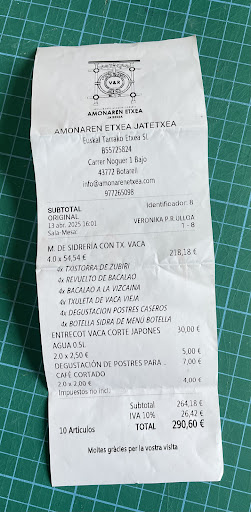 AMONAREN ETXEA
JATETXEA
AMONAREN ETXEA JATETXEA
Euskal Tarrako Etxea SL
B55725824
Carrer Noguer 1 Bajo
43772 Botarell
info@amonarenetxea.com
977265098
SUBTOTAL
Identificador: 8
ORIGINAL
13 abr. 2025 16:01
VERONIKA P.R.ULLOA
Sala-Mesa:
1 - 8
M. DE SIDRERÍA CON TX. VACA
4.0 x 54,54 €
218,18 €
4x TXISTORRA DE ZUBIRI
4x REVUELTO DE BACALAO
4x BACALAO A LA VIZCAINA
4x TXULETA DE VACA VIEJA
4x DEGUSTACION POSTRES CASEROS
4x BOTELLA SIDRA DE MENÚ BOTELLA
ENTRECOT VACA CORTE JAPONES
30,00 €
AGUA 0.5L
2.0 x 2,50 €
5,00 €
DEGUSTACIÓN DE POSTRES PARA ..
7,00 €
CAFÉ CORTADO
2.0 x 2,00 €
4,00 €
Impuestos no incl.
Subtotal 264,18 €
IVA 10% 26,42 €
10 Artículos TOTAL 290,60 €
Moltes gràcies per la vostra visita